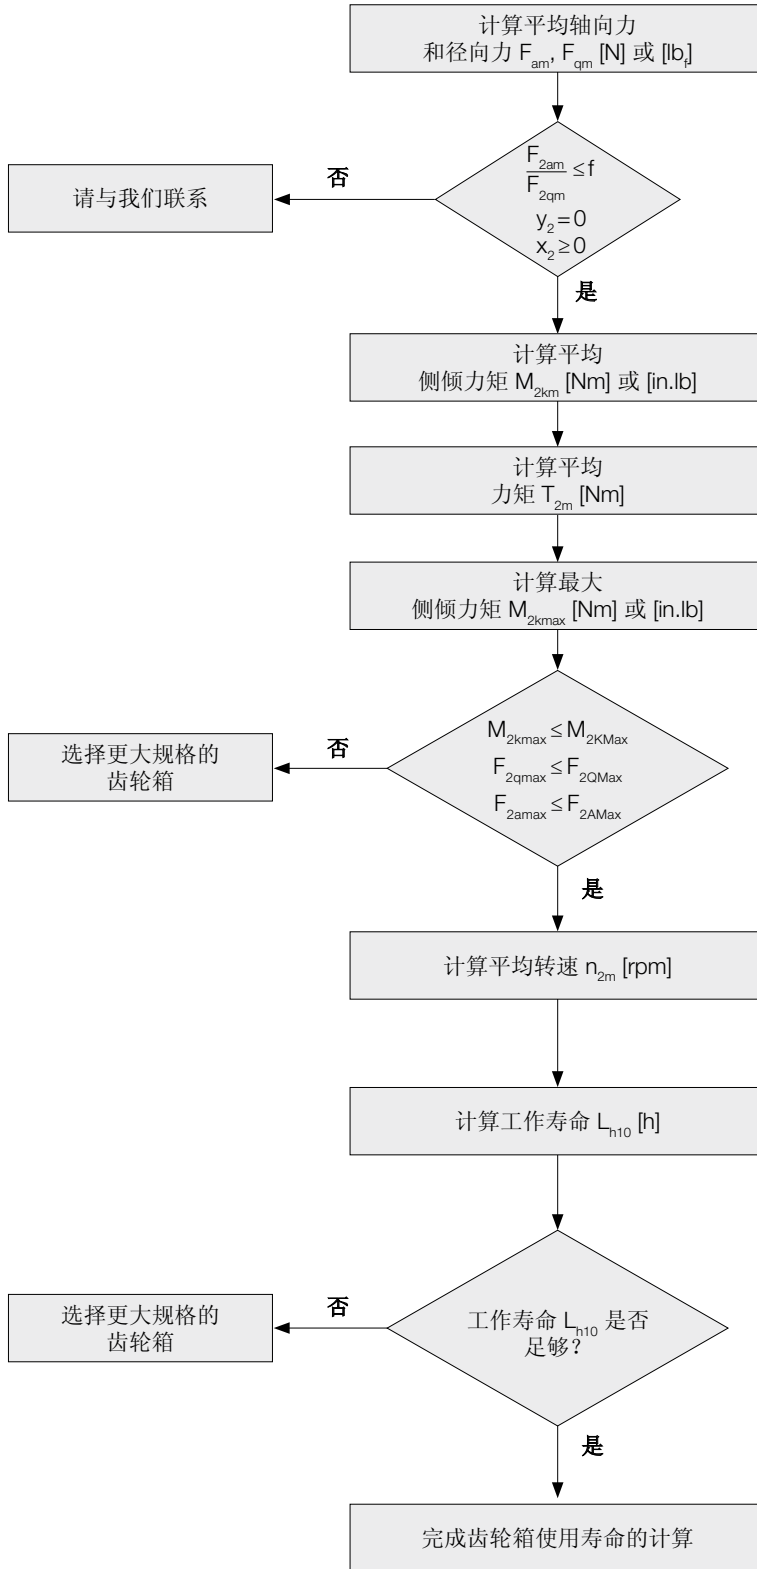 计算平均轴向力
和径向力 F_am, F_qm [N] 或 [lb_f]
F_2am
F_2qm
≤ f
y_2 = 0
x_2 ≥ 0
否
请与我们联系
是
计算平均
侧倾力矩 M_2km [Nm] 或 [in.lb]
计算平均
力矩 T_2m [Nm]
计算最大
侧倾力矩 M_2kmax [Nm] 或 [in.lb]
M_2kmax ≤ M_2KMax
F_2qmax ≤ F_2QMax
F_2amax ≤ F_2AMax
否
选择更大规格的
齿轮箱
是
计算平均转速 n_2m [rpm]
计算工作寿命 L_h10 [h]
工作寿命 L_h10 是否
足够？
否
选择更大规格的
齿轮箱
是
完成齿轮箱使用寿命的计算